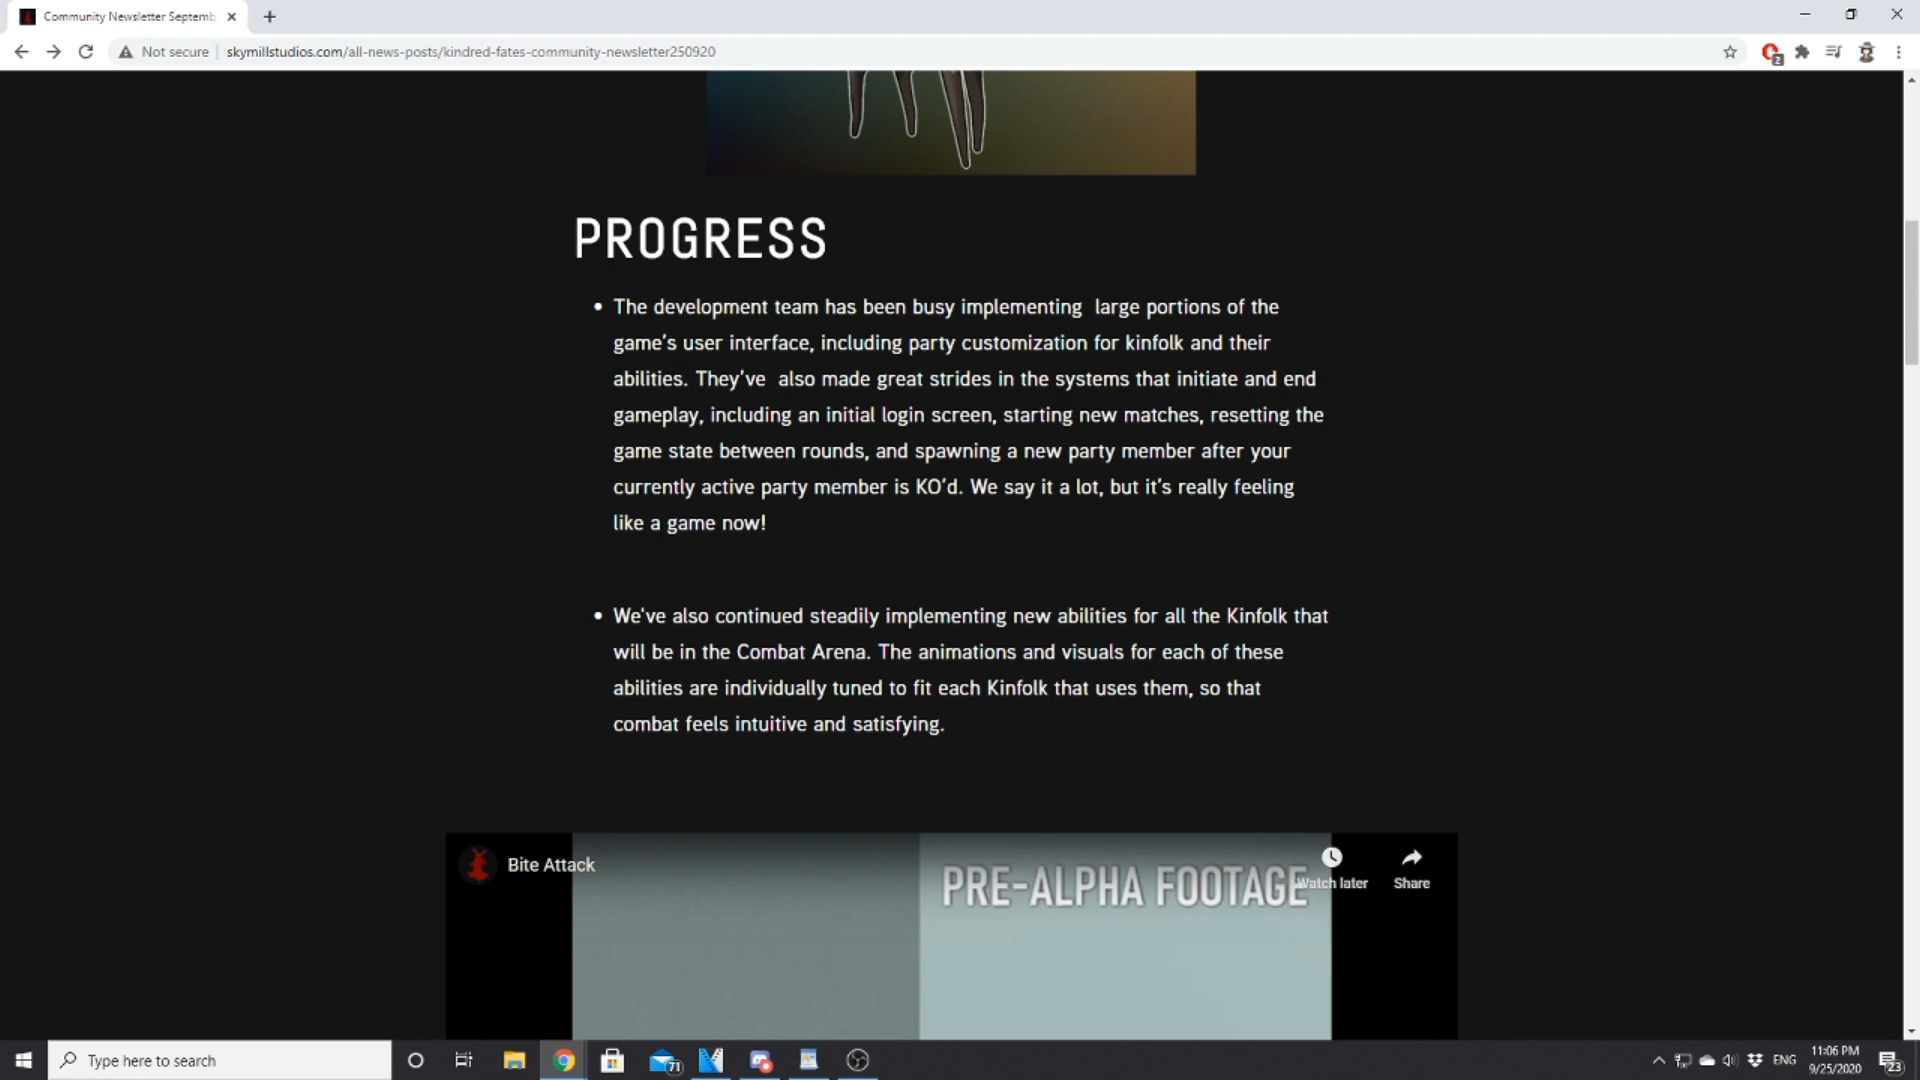 Community Newsletter Septemb
Not secure
skymillstudios.com/all-news-posts/kindred-fates-community-newsletter250920
2
PROGRESS
• The development team has been busy implementing  large portions of the
game's user interface, including party customization for kinfolk and their
abilities. They've  also made great strides in the systems that initiate and end
gameplay, including an initial login screen, starting new matches, resetting the
game state between rounds, and spawning a new party member after your
currently active party member is KO'd. We say it a lot, but it's really feeling
like a game now!
• We've also continued steadily implementing new abilities for all the Kinfolk that
will be in the Combat Arena. The animations and visuals for each of these
abilities are individually tuned to fit each Kinfolk that uses them, so that
combat feels intuitive and satisfying.
Bite Attack
PRE-ALPHA FOOTAGE
Watch later
Share
Type here to search
71
ENG
11:06 PM
9/25/2020
23